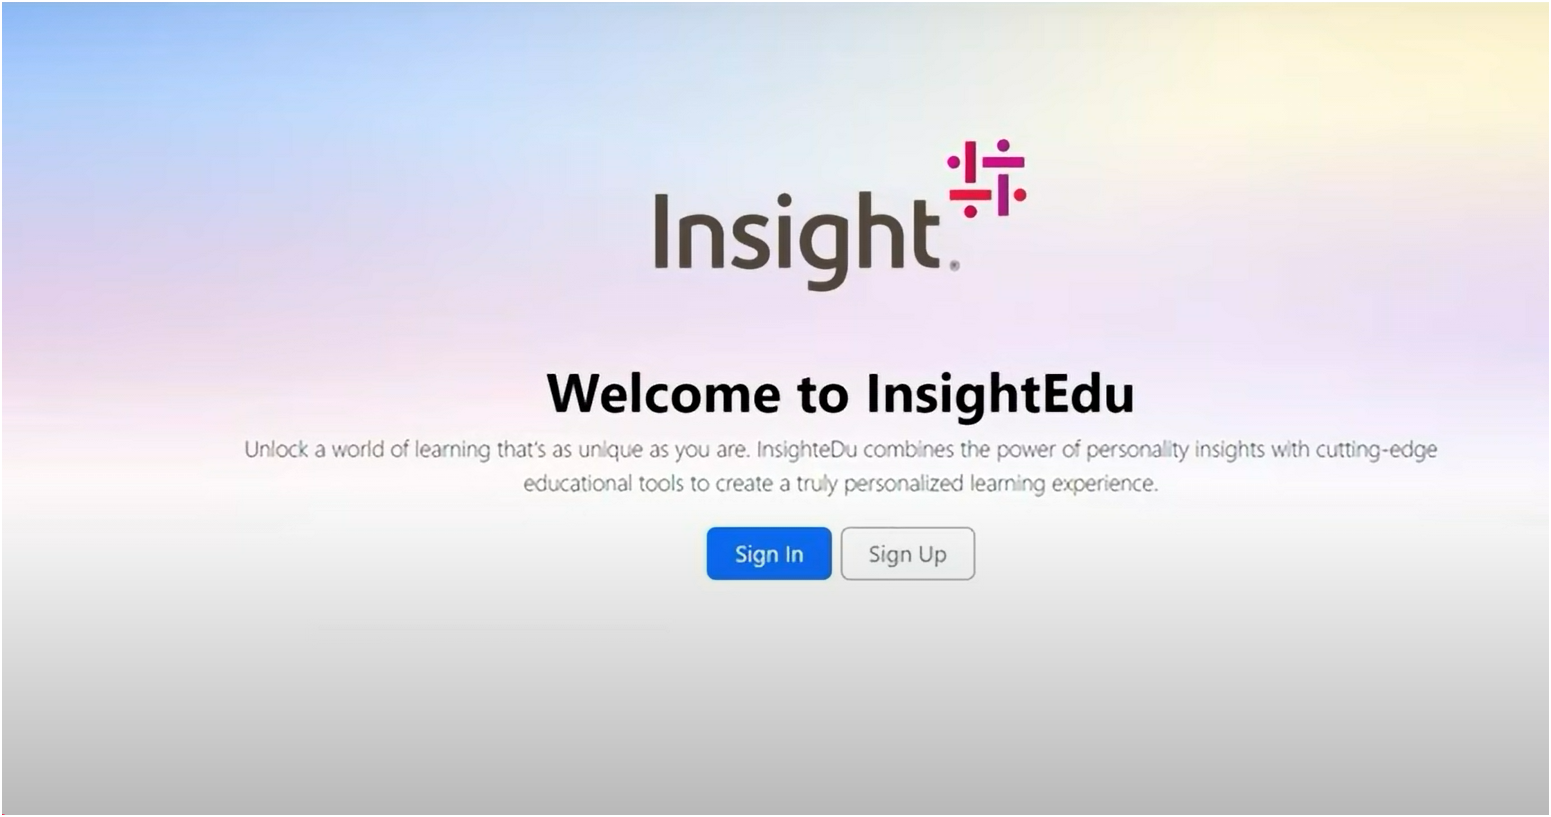 Insight®
Welcome to InsightEdu
Unlock a world of learning that's as unique as you are. InsighteDu combines the power of personality insights with cutting-edge
educational tools to create a truly personalized learning experience.
Sign In
Sign Up